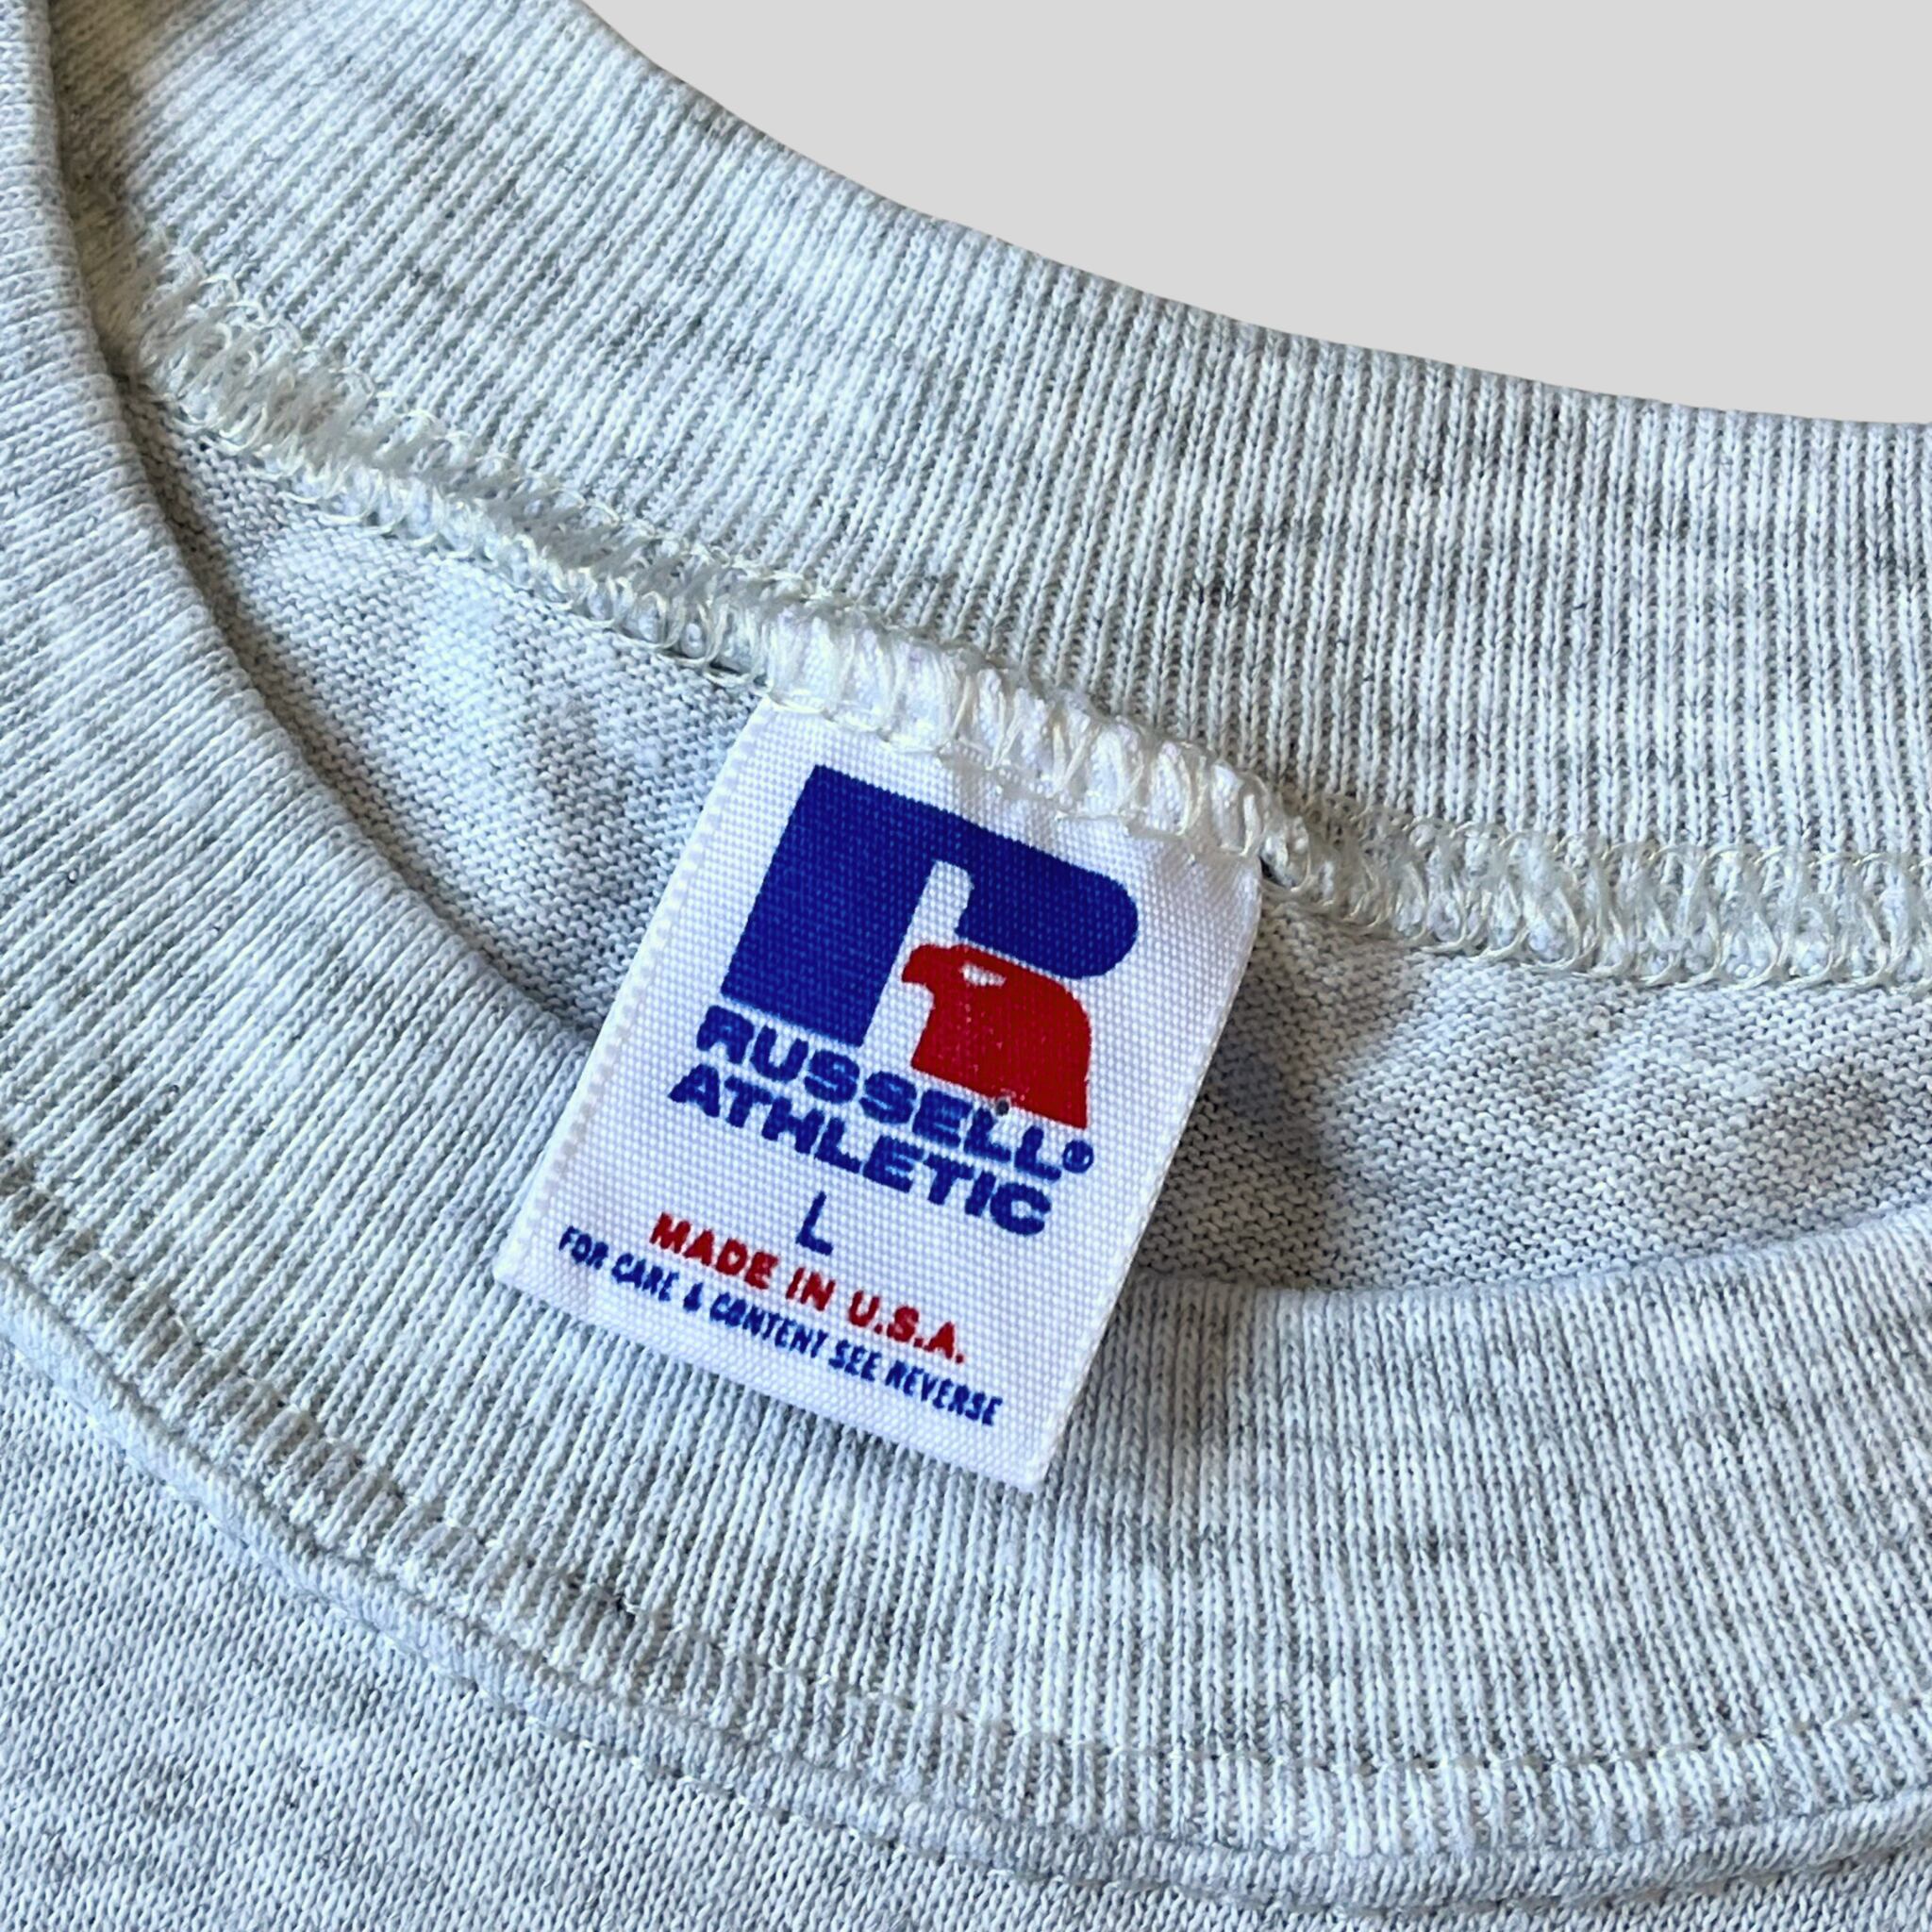 RUSSELL®
ATHLETIC
L
MADE IN U.S.A.
FOR CARE & CONTENT SEE REVERSE